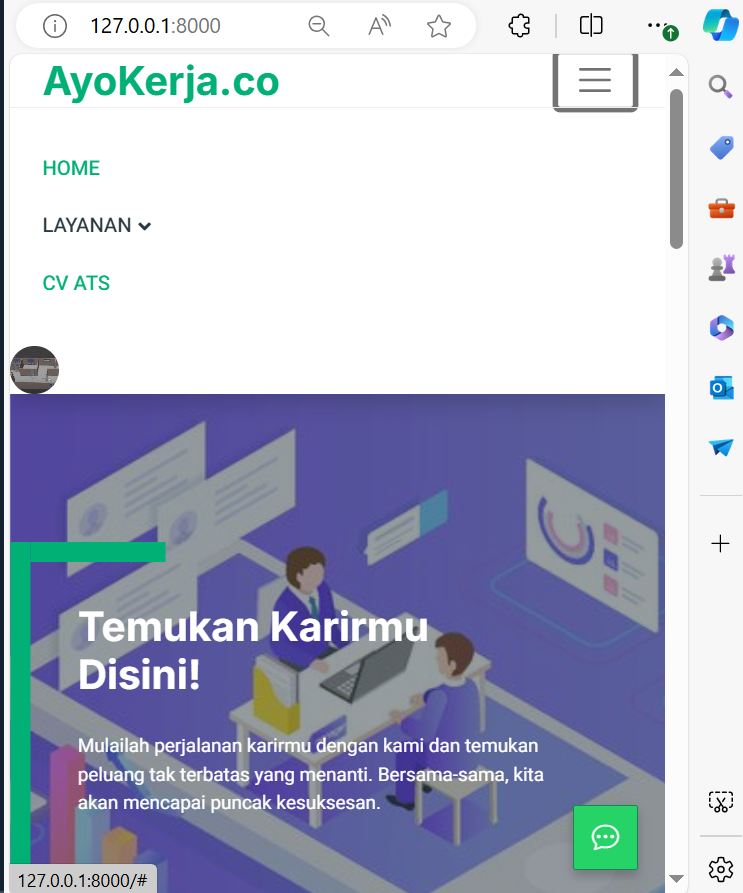 127.0.0.1:8000
AyoKerja.co
HOME
LAYANAN
CV ATS
Temukan Karirmu
Disini!
Mulailah perjalanan karirmu dengan kami dan temukan
peluang tak terbatas yang menanti. Bersama-sama, kita
akan mencapai puncak kesuksesan.
127.0.0.1:8000/#